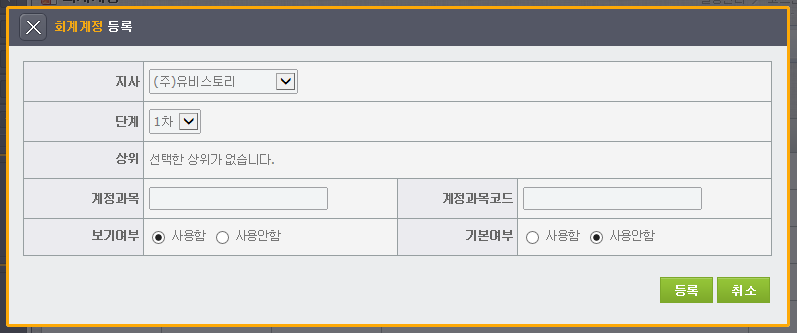 회계계정 등록
지사 (주)유비스토리
단계 1차
상위 선택한 상위가 없습니다.
계정과목 계정과목코드
보기여부 사용함 사용안함 기본여부 사용함 사용안함
등록 취소